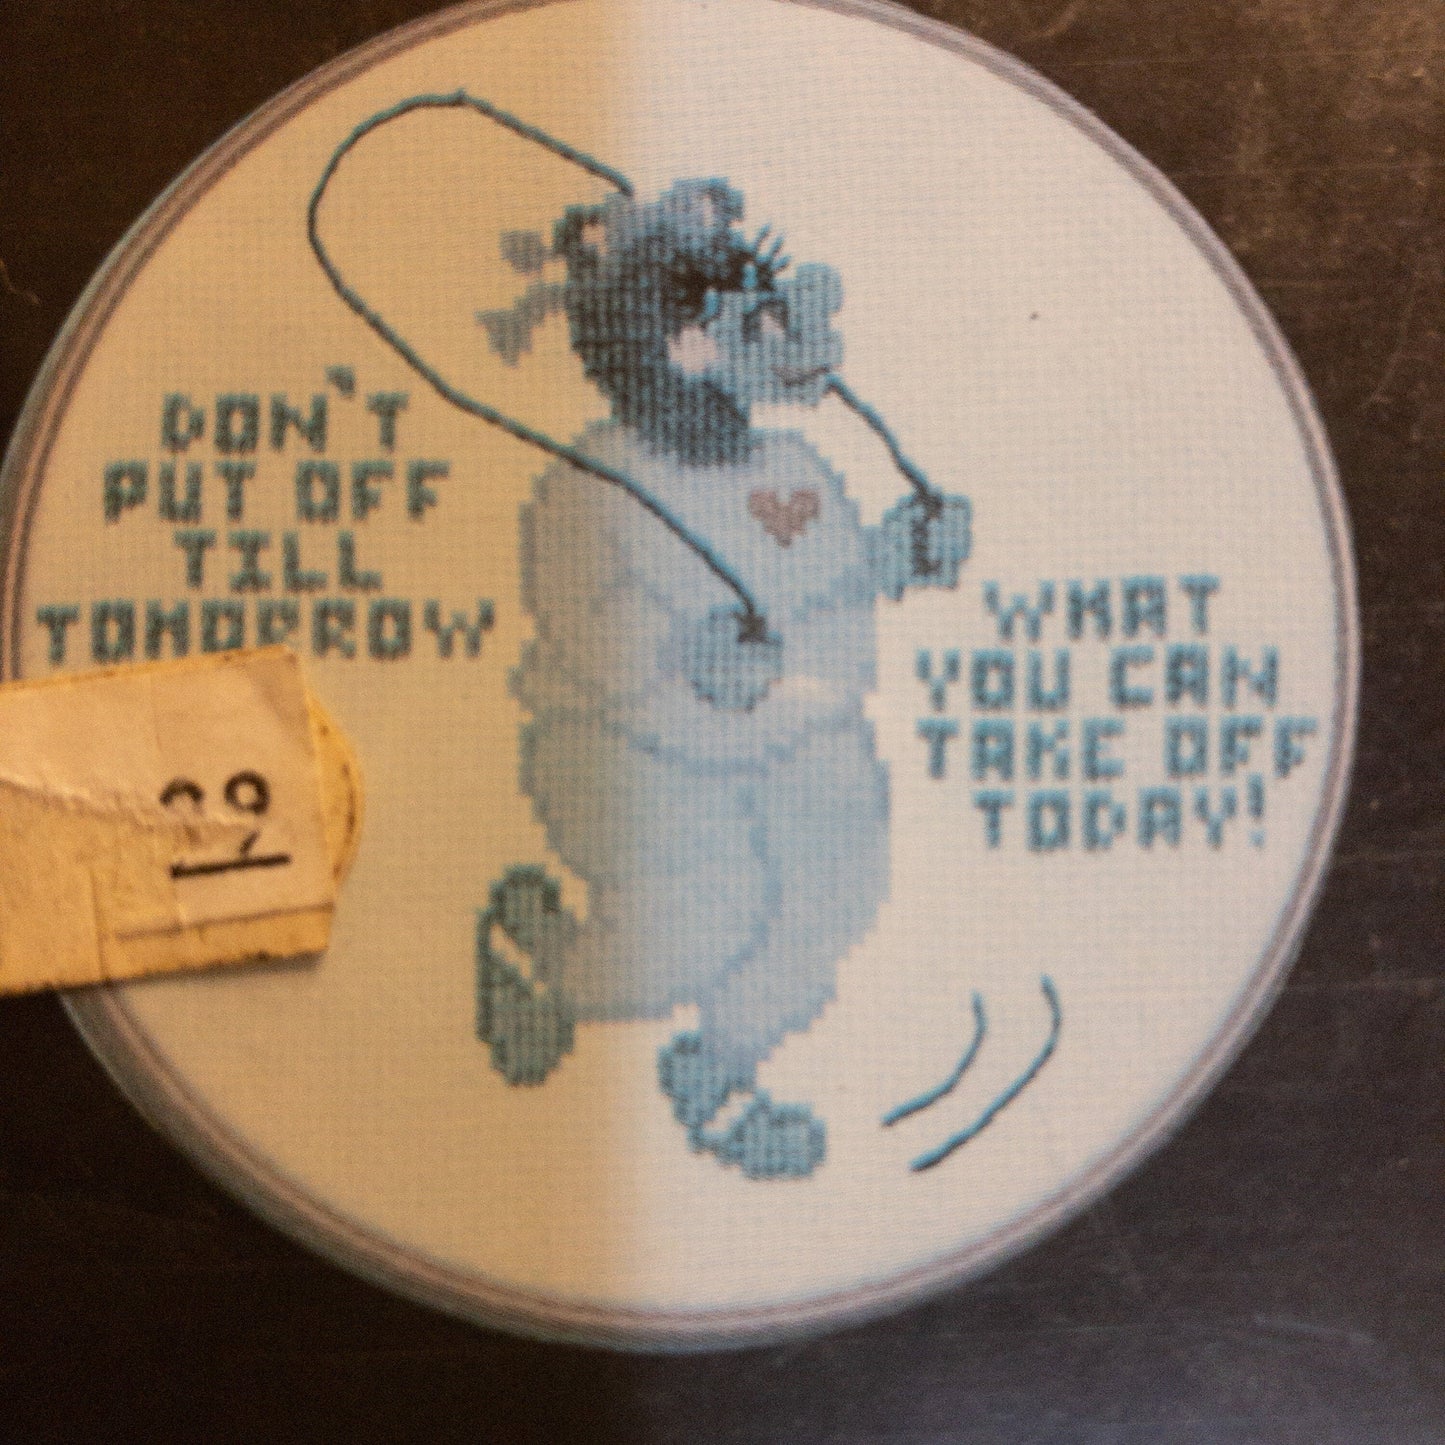 DON'T
PUT OFF
TILL
TOMORROW
WHAT
YOU CAN
TAKE OFF
TODAY!